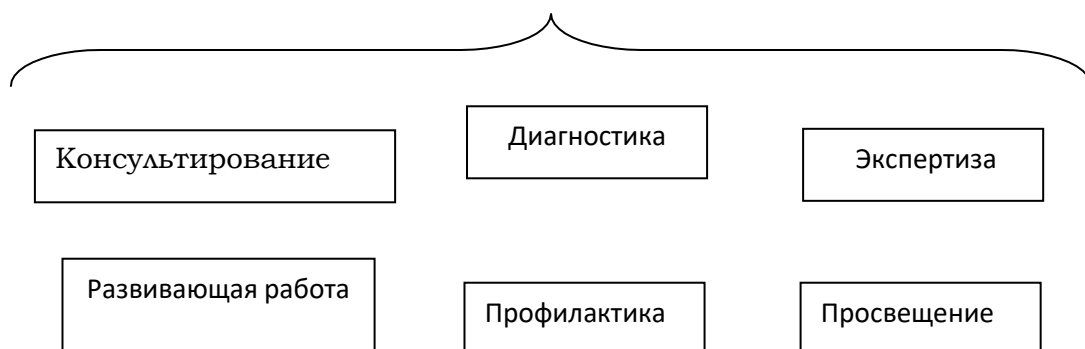 Консультирование
Диагностика
Экспертиза
Развивающая работа
Профилактика
Просвещение